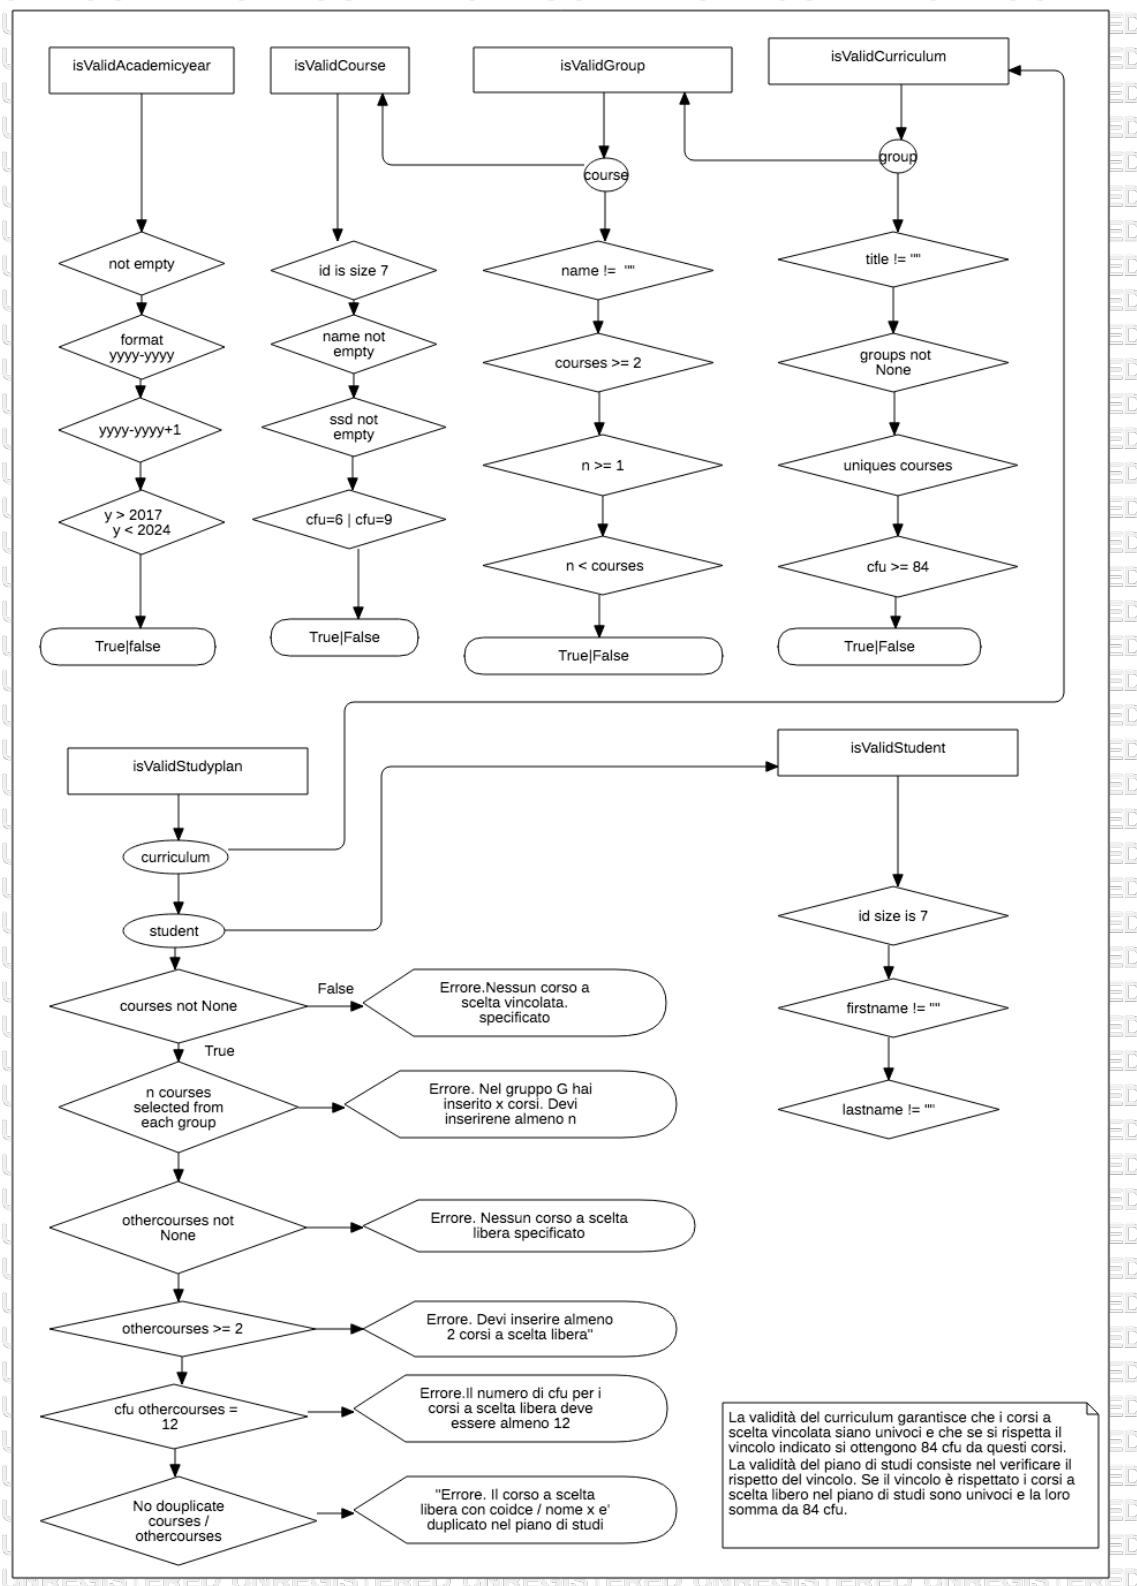 isValidAcademicyear
not empty
format
yyyy-yyyy
yyyy-yyyy+1
y > 2017
y < 2024
True|false
isValidCourse
id is size 7
name not
empty
ssd not
empty
cfu=6 | cfu=9
True|False
isValidGroup
course
name != ""
courses >= 2
n >= 1
n < courses
True|False
isValidCurriculum
group
title != ""
groups not
None
uniques courses
cfu >= 84
True|False
isValidStudyplan
curriculum
student
courses not None
False
Errore.Nessun corso a
scelta vincolata.
specificato
True
n courses
selected from
each group
Errore. Nel gruppo G hai
inserito x corsi. Devi
inserirene almeno n
othercourses not
None
Errore. Nessun corso a scelta
libera specificato
othercourses >= 2
Errore. Devi inserire almeno
2 corsi a scelta libera"
cfu othercourses =
12
Errore.Il numero di cfu per i
corsi a scelta libera deve
essere almeno 12
No douplicate
courses /
othercourses
"Errore. Il corso a scelta
libera con coidce / nome x e'
duplicato nel piano di studi
isValidStudent
id size is 7
firstname != ""
lastname != ""
La validità del curriculum garantisce che i corsi a
scelta vincolata siano univoci e che se si rispetta il
vincolo indicato si ottengono 84 cfu da questi corsi.
La validità del piano di studi consiste nel verificare il
rispetto del vincolo. Se il vincolo è rispettato i corsi a
scelta libero nel piano di studi sono univoci e la loro
somma da 84 cfu.